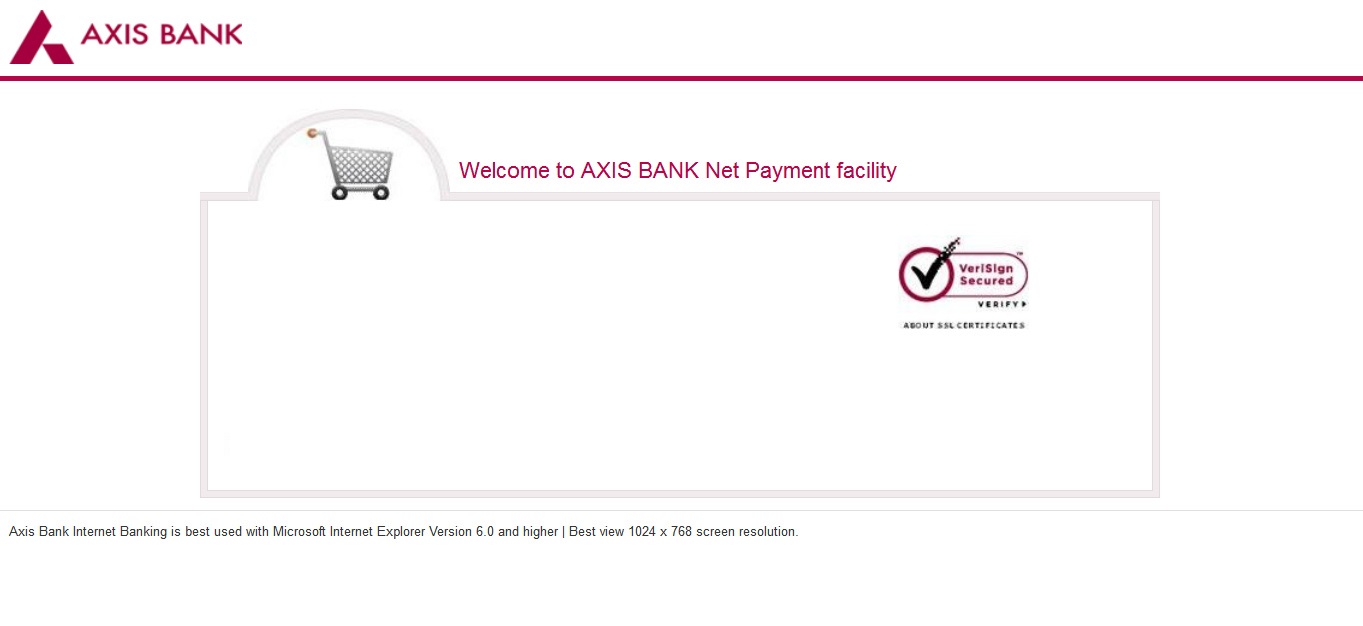 AXIS BANK
Welcome to AXIS BANK Net Payment facility
VeriSign
Secured
™
VERIFY
ABOUT SSL CERTIFICATES
Axis Bank Internet Banking is best used with Microsoft Internet Explorer Version 6.0 and higher | Best view 1024 x 768 screen resolution.